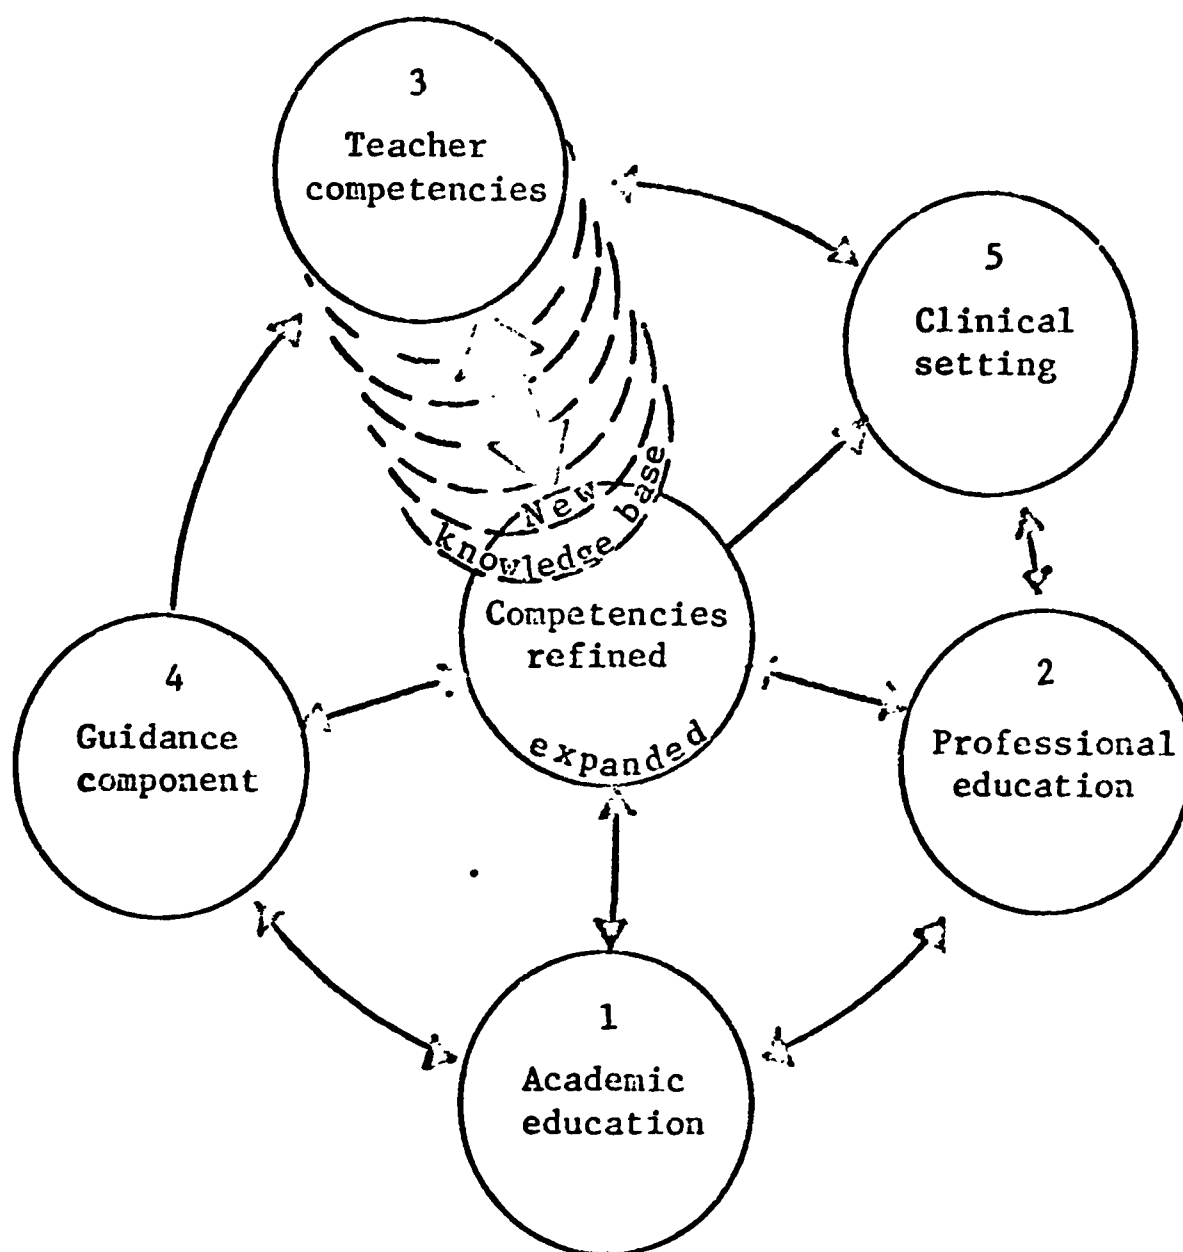 3
Teacher
competencies
5
Clinical
setting
New
knowledge base
Competencies
refined
expanded
4
Guidance
component
2
Professional
education
1
Academic
education